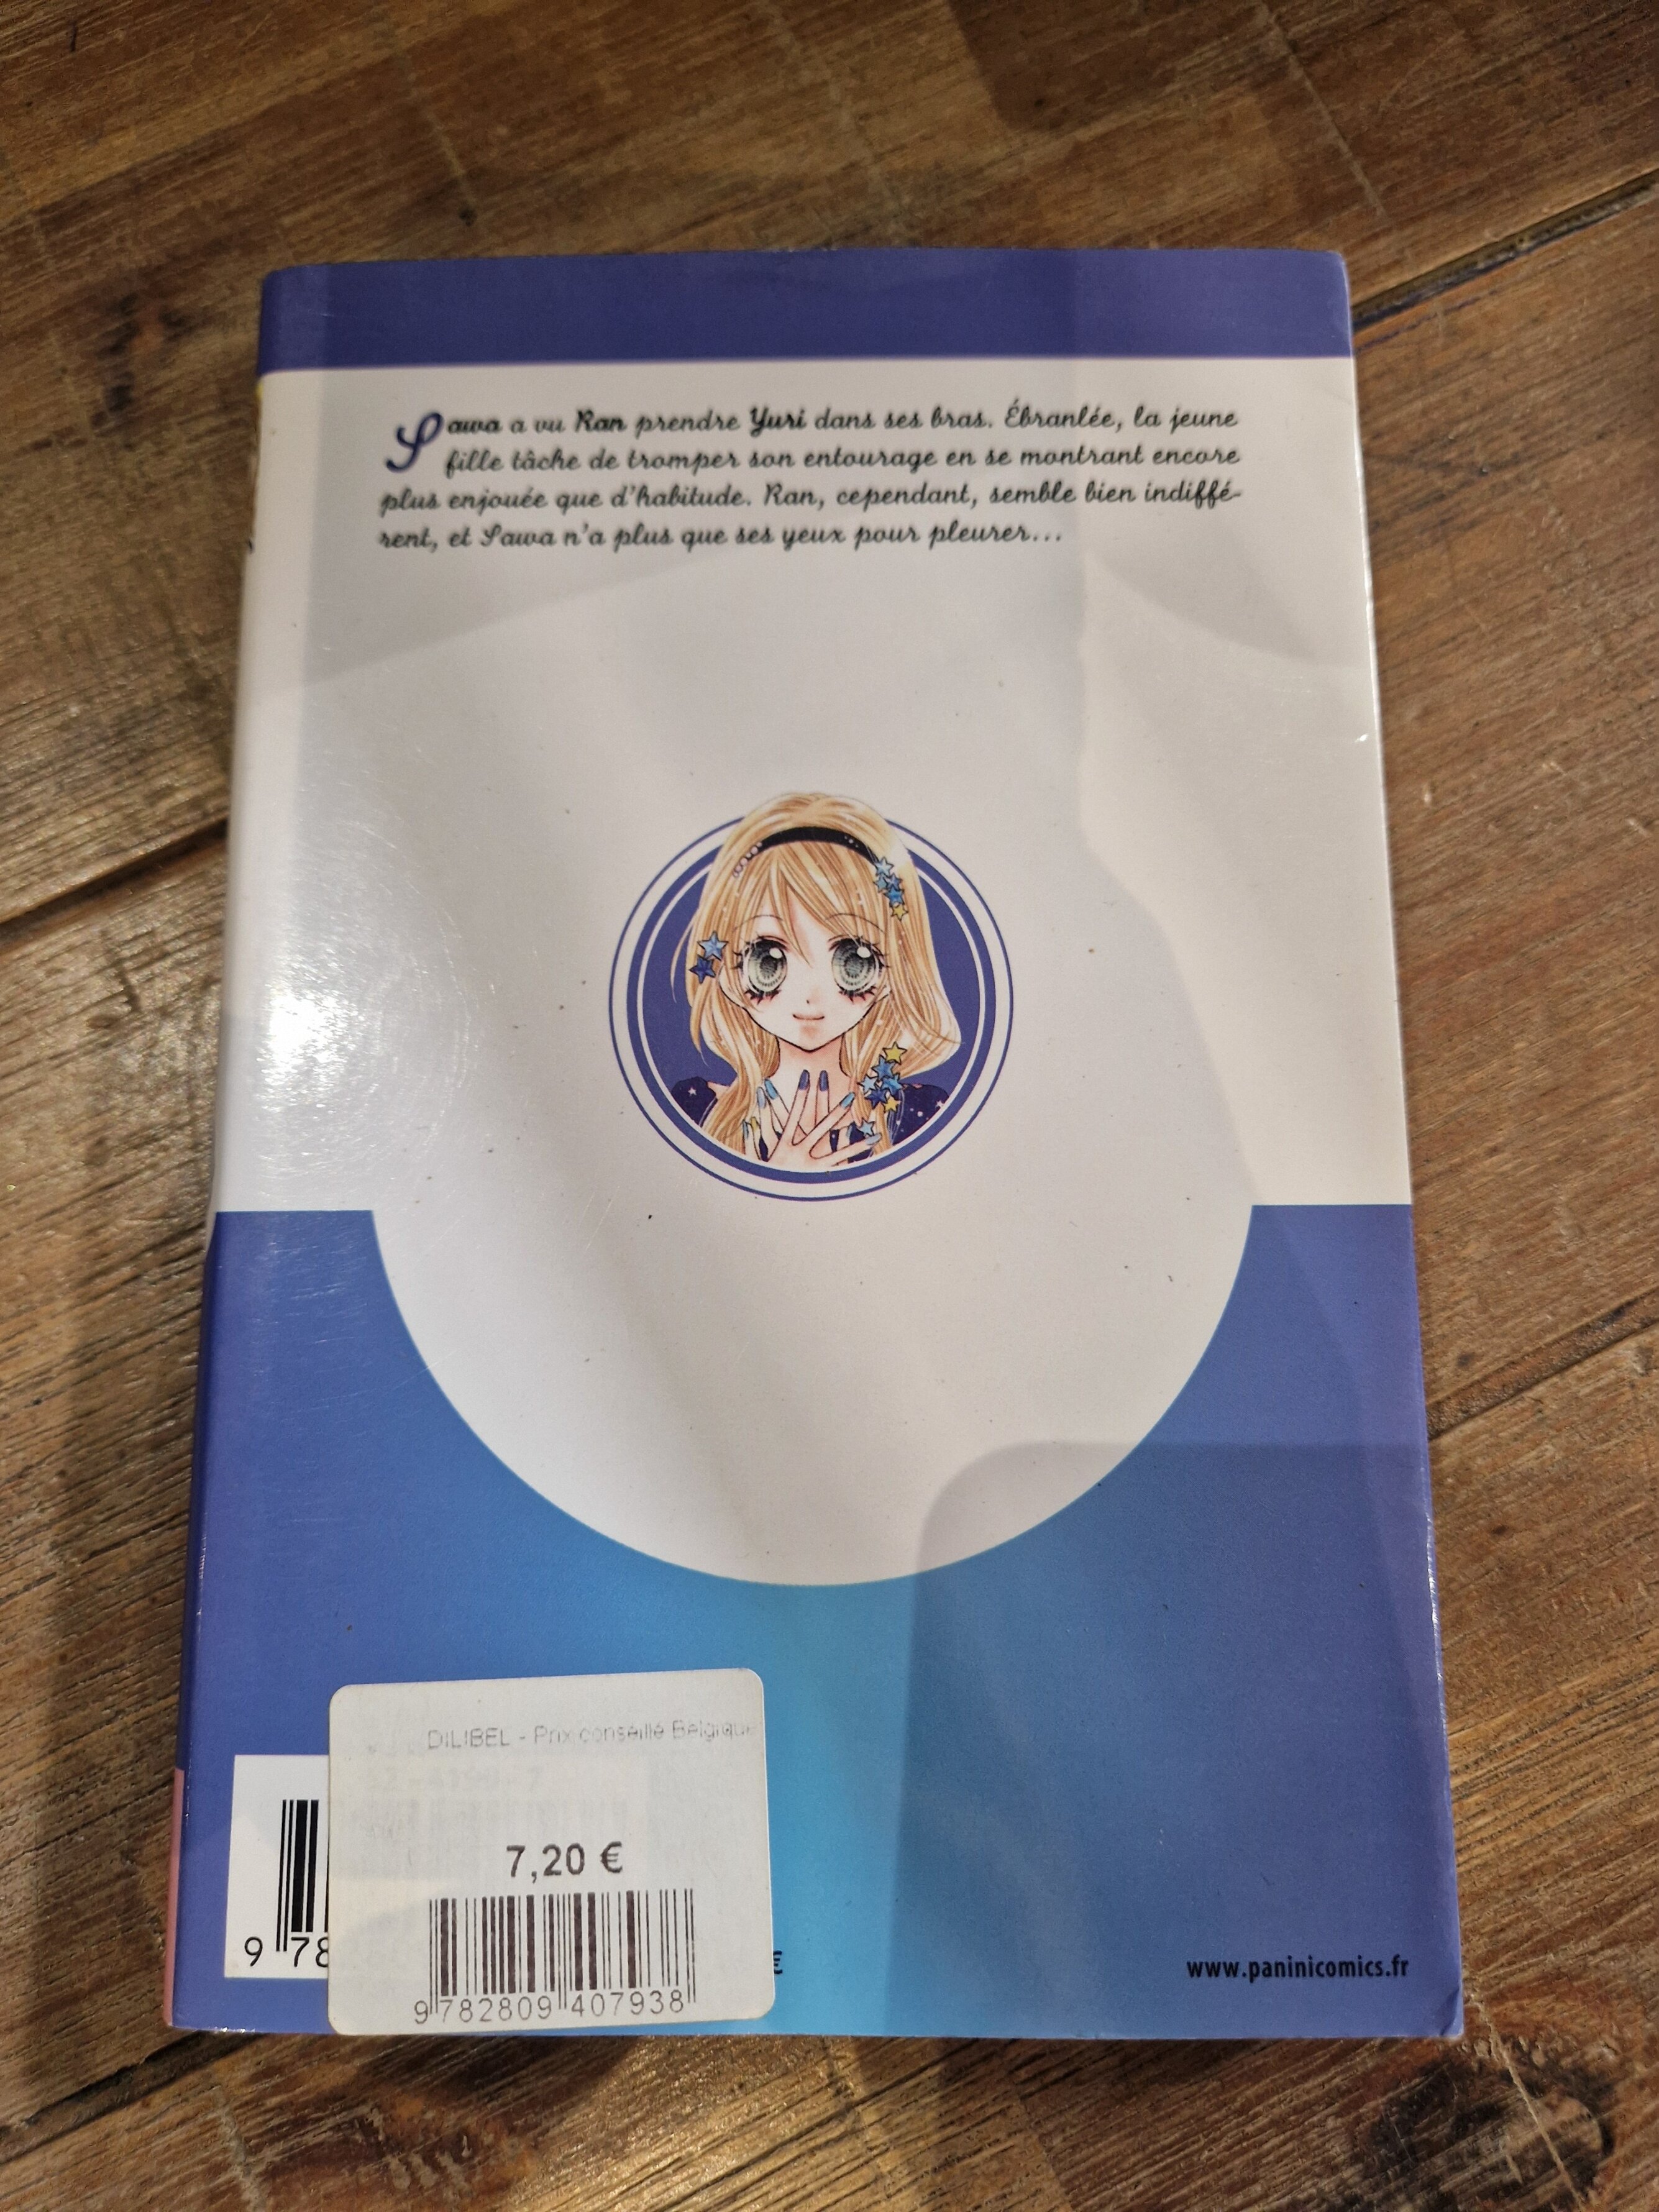 Sawa a vu Ran prendre Yuri dans ses bras. Ébranlée, la jeune
fille tâche de tromper son entourage en se montrant encore
plus enjouée que d'habitude. Ran, cependant, semble bien indiffé-
rent, et Sawa n'a plus que ses yeux pour pleurer...
DILIBEL - Prix conseillé Belgique
7,20 €
9 782809 407938
9 78
€
www.paninicomics.fr